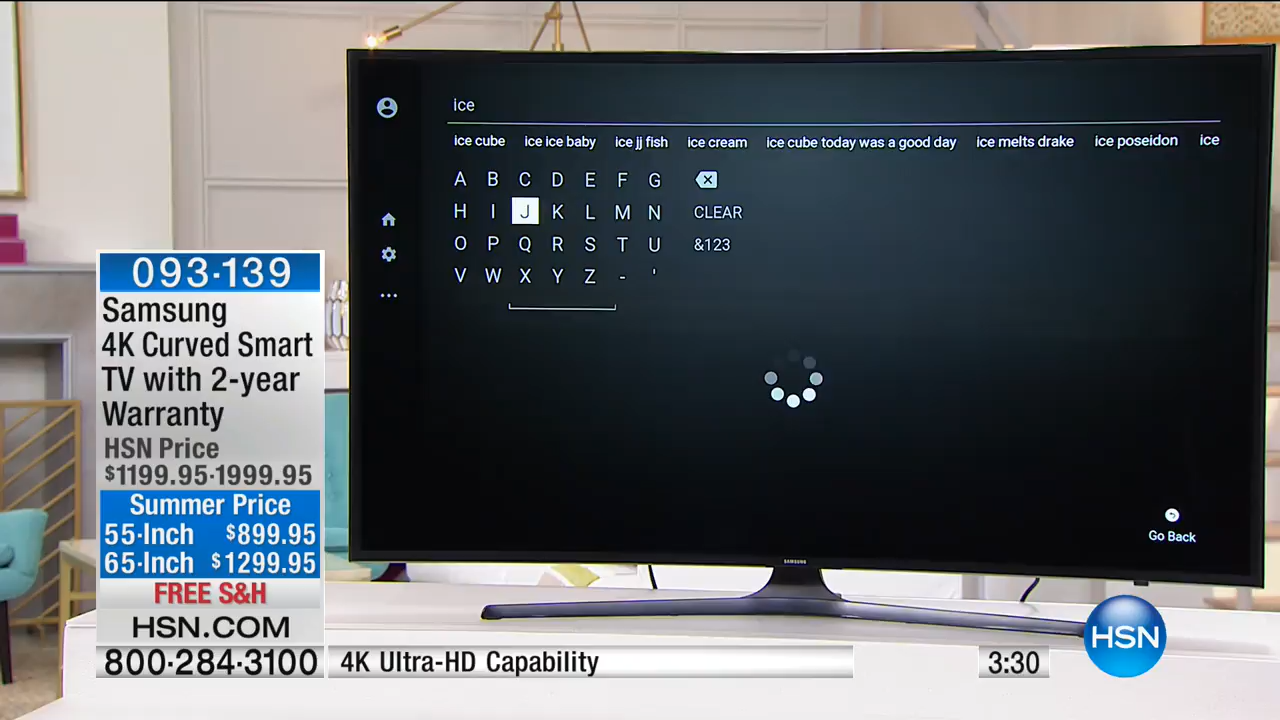 ice
ice cube ice ice baby ice jj fish ice cream ice cube today was a good day ice melts drake ice poseidon ice
A B C D E F G
H I J K L M N CLEAR
O P Q R S T U &123
V W X Y Z - '
Go Back
SAMSUNG
093·139
Samsung
4K Curved Smart
TV with 2-year
Warranty
HSN Price
$1199.95-1999.95
Summer Price
55-Inch $899.95
65-Inch $1299.95
FREE S&H
HSN.COM
800·284·3100
4K Ultra-HD Capability
3:30
HSN